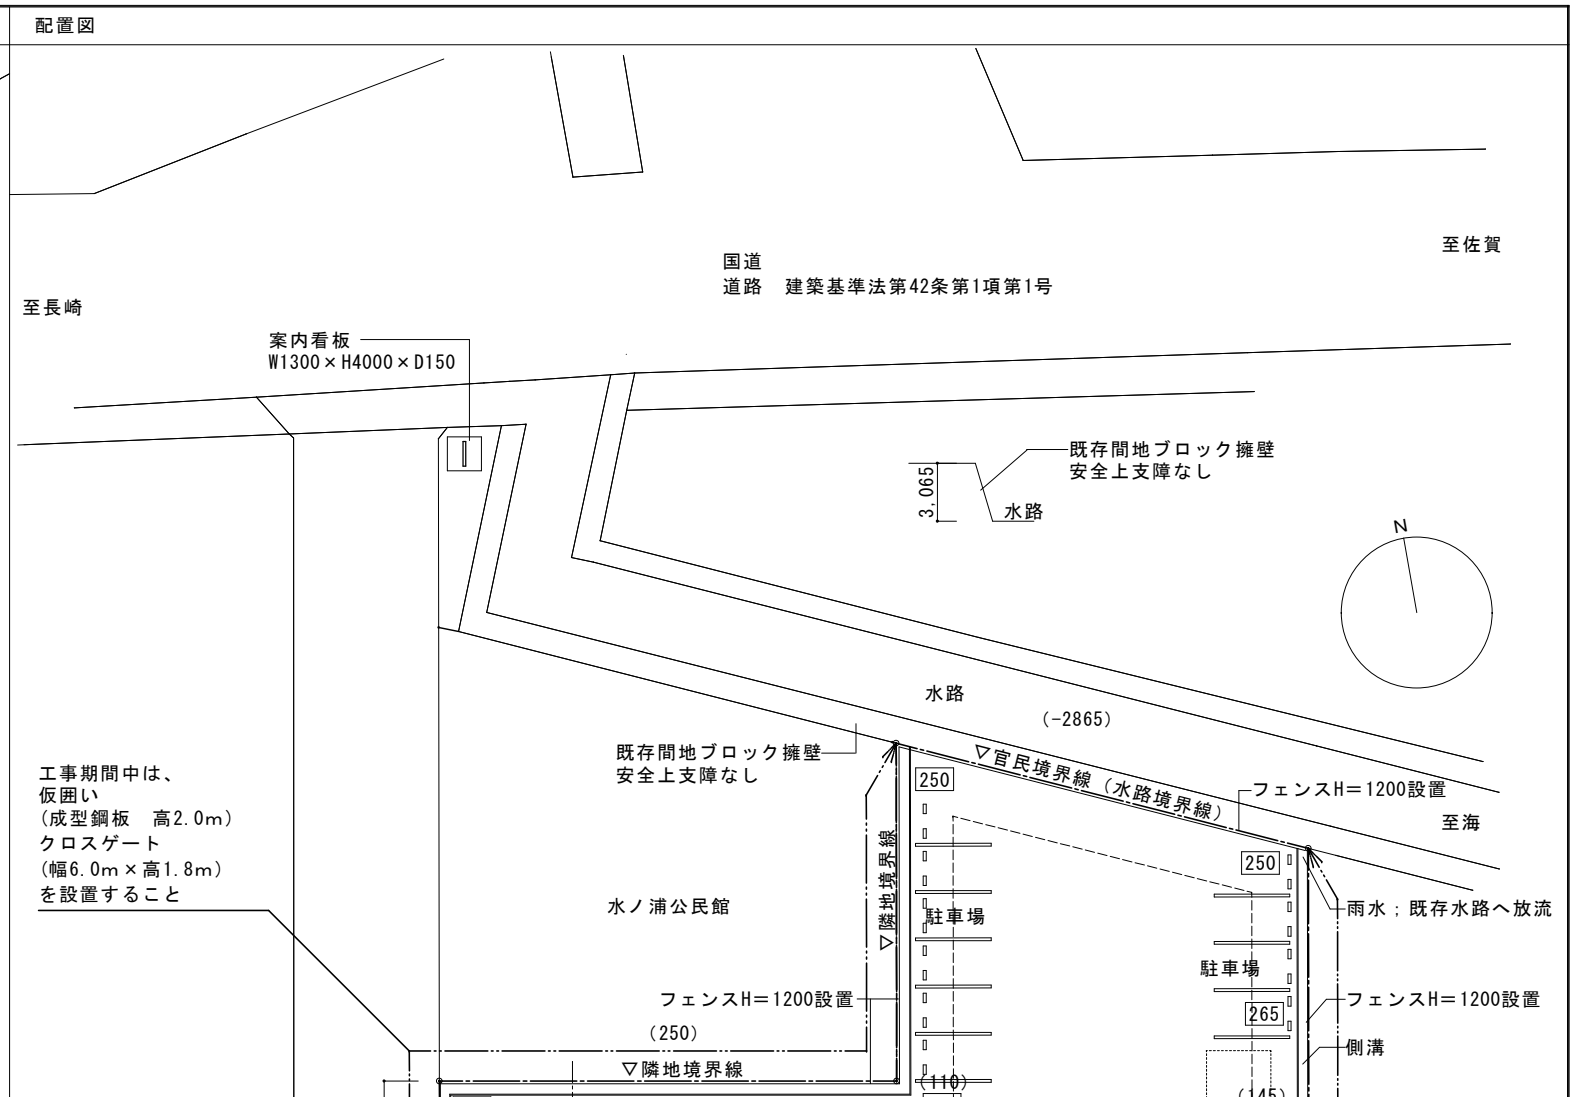 配置図
至佐賀
国道
道路　建築基準法第42条第1項第1号
至長崎
案内看板
W1300×H4000×D150
既存間地ブロック擁壁
安全上支障なし
3,065
水路
N
水路
(-2865)
既存間地ブロック擁壁
安全上支障なし
▽官民境界線（水路境界線）
250
フェンスH＝1200設置
工事期間中は、
仮囲い
(成型鋼板　高2.0m)
クロスゲート
(幅6.0m×高1.8m)
を設置すること
至海
▽隣地境界線
250
水ノ浦公民館
駐車場
雨水；既存水路へ放流
駐車場
フェンスH＝1200設置
フェンスH＝1200設置
265
(250)
側溝
▽隣地境界線
(110)
(145)